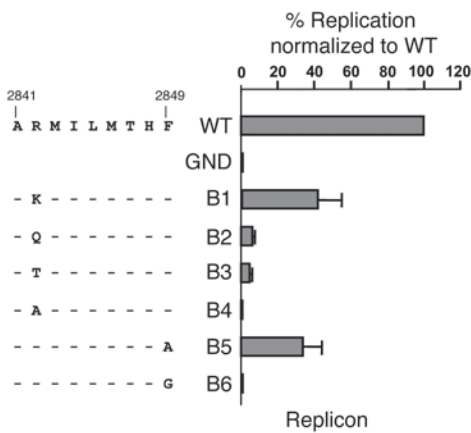 % Replication
normalized to WT
0 20 40 60 80 100 120
2841 2849
A R M I L M T H F WT
GND
- K - - - - - - - B1
- Q - - - - - - - B2
- T - - - - - - - B3
- A - - - - - - - B4
- - - - - - - - A B5
- - - - - - - - G B6
Replicon